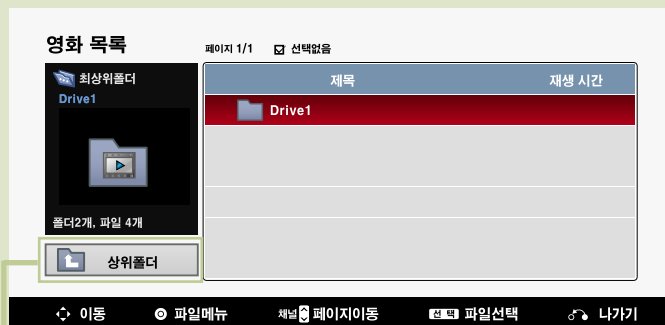 영화 목록
페이지 1/1 선택없음
최상위폴더
Drive1
폴더2개, 파일 4개
상위폴더
제목 재생 시간
Drive1
이동 파일메뉴 채널 페이지이동 선택 파일선택 나가기